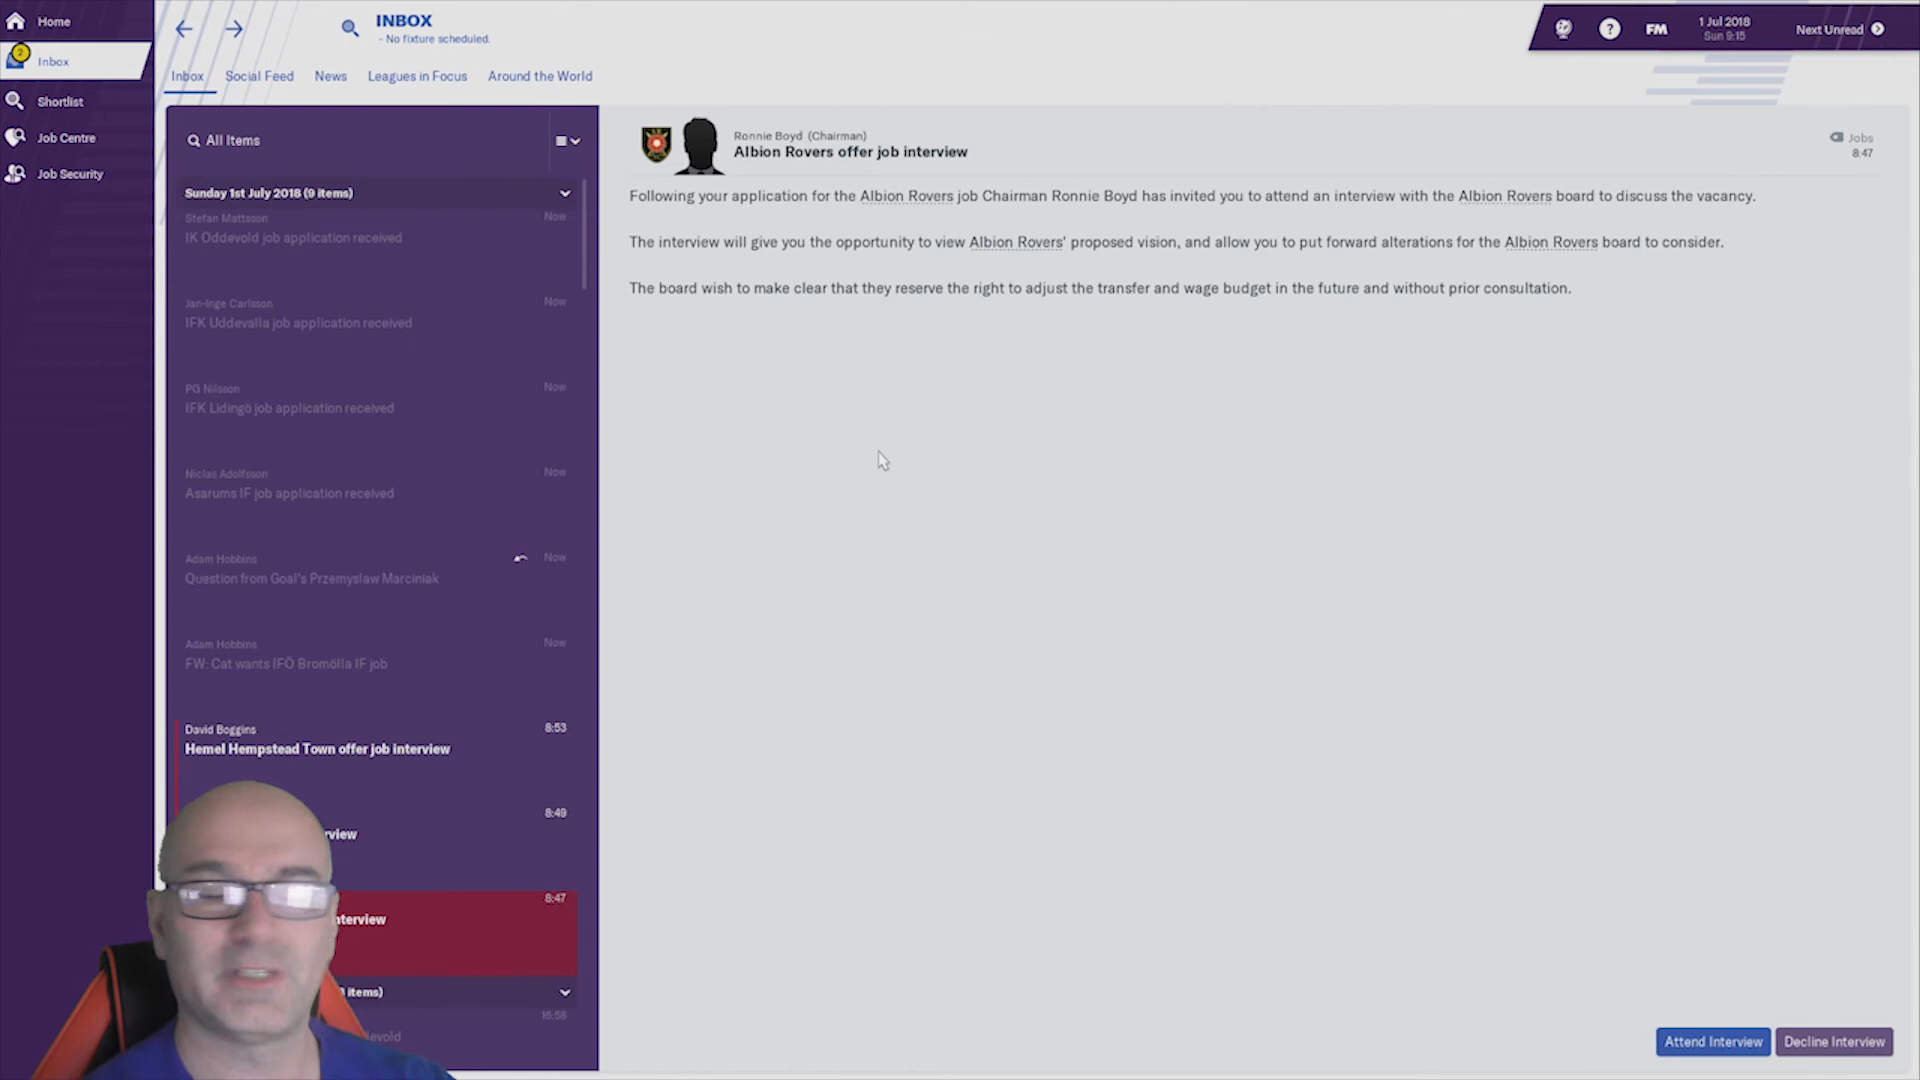 Home
2
Inbox
Shortlist
Job Centre
Job Security
INBOX
- No fixture scheduled.
FM
1 Jul 2018
Sun 9:15
Next Unread
Inbox
Social Feed
News
Leagues in Focus
Around the World
All Items
Sunday 1st July 2018 (9 items)
Stefan Mattsson
Now
IK Oddevold job application received
Jan-Inge Carlsson
Now
IFK Uddevalla job application received
PG Nilsson
Now
IFK Lidingö job application received
Niclas Adolfsson
Now
Asarums IF job application received
Adam Hobbins
Now
Question from Goal's Przemyslaw Marciniak
Adam Hobbins
Now
FW: Cat wants IFÖ Bromölla IF job
David Boggins
8:53
Hemel Hempstead Town offer job interview
8:49
8:47
items)
16:58
Ronnie Boyd (Chairman)
Albion Rovers offer job interview
Jobs
8:47
Following your application for the Albion Rovers job Chairman Ronnie Boyd has invited you to attend an interview with the Albion Rovers board to discuss the vacancy.
The interview will give you the opportunity to view Albion Rovers' proposed vision, and allow you to put forward alterations for the Albion Rovers board to consider.
The board wish to make clear that they reserve the right to adjust the transfer and wage budget in the future and without prior consultation.
Attend Interview
Decline Interview